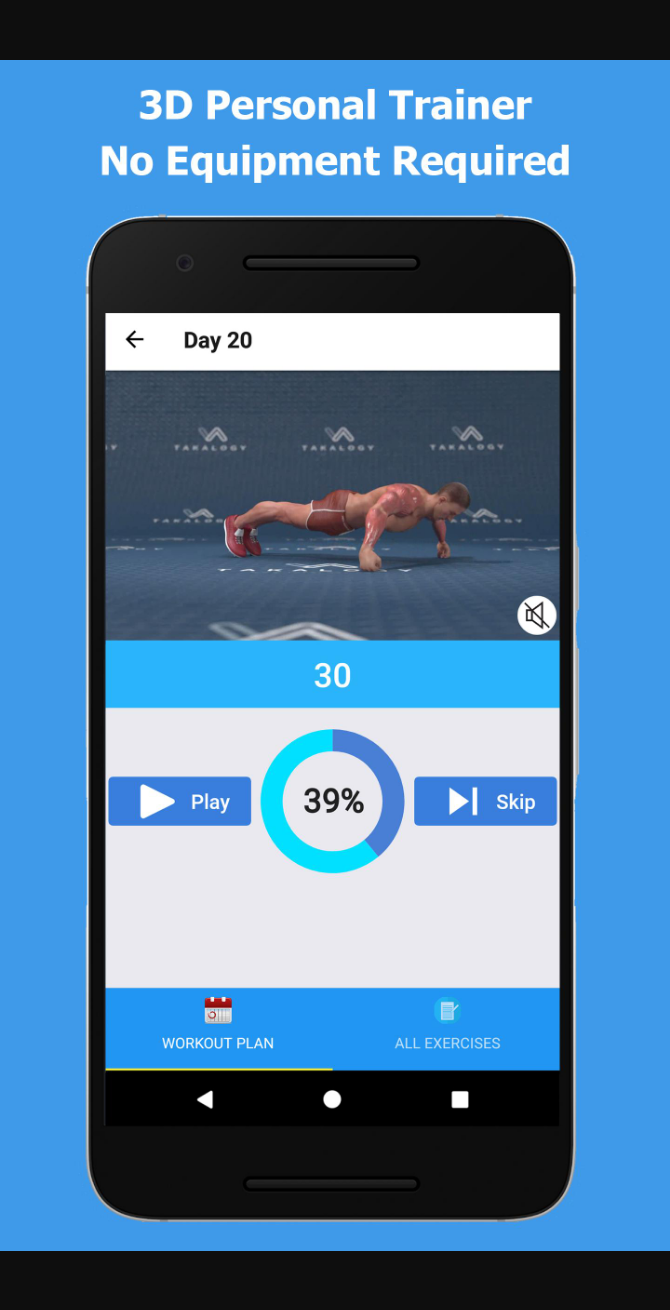 3D Personal Trainer
No Equipment Required
Day 20
TAKALOGY TAKALOGY TAKALOGY
TAKALOGY
30
Play
39%
Skip
WORKOUT PLAN
ALL EXERCISES